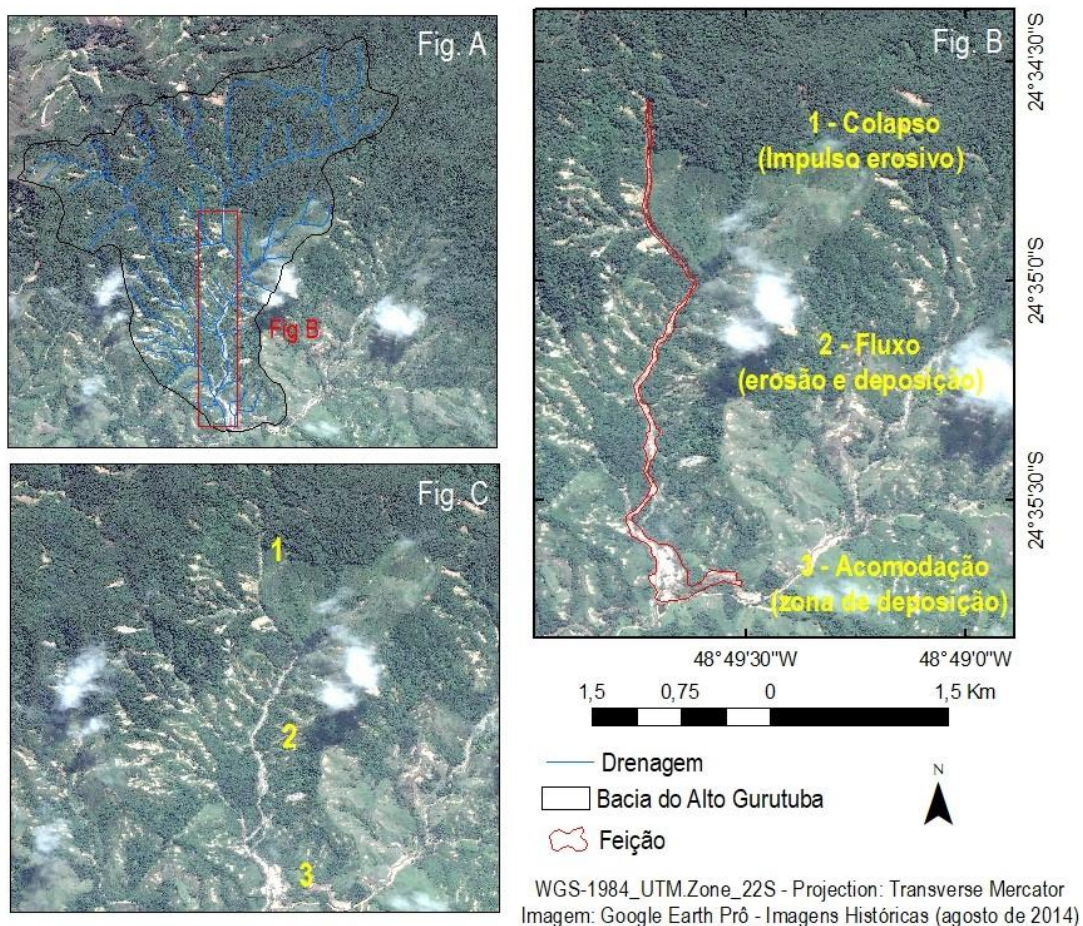 Fig. A
Fig B
Fig. B
1 - Colapso
(Impulso erosivo)
2 - Fluxo
(erosão e deposição)
3 - Acomodação
(zona de deposição)
24°34'30"S
24°35'0"S
24°35'30"S
48°49'30"W
48°49'0"W
Fig. C
1
2
3
1,5 0,75 0 1,5 Km
Drenagem
Bacia do Alto Gurutuba
Feição
N
WGS-1984_UTM.Zone_22S - Projection: Transverse Mercator
Imagem: Google Earth Prô - Imagens Históricas (agosto de 2014)